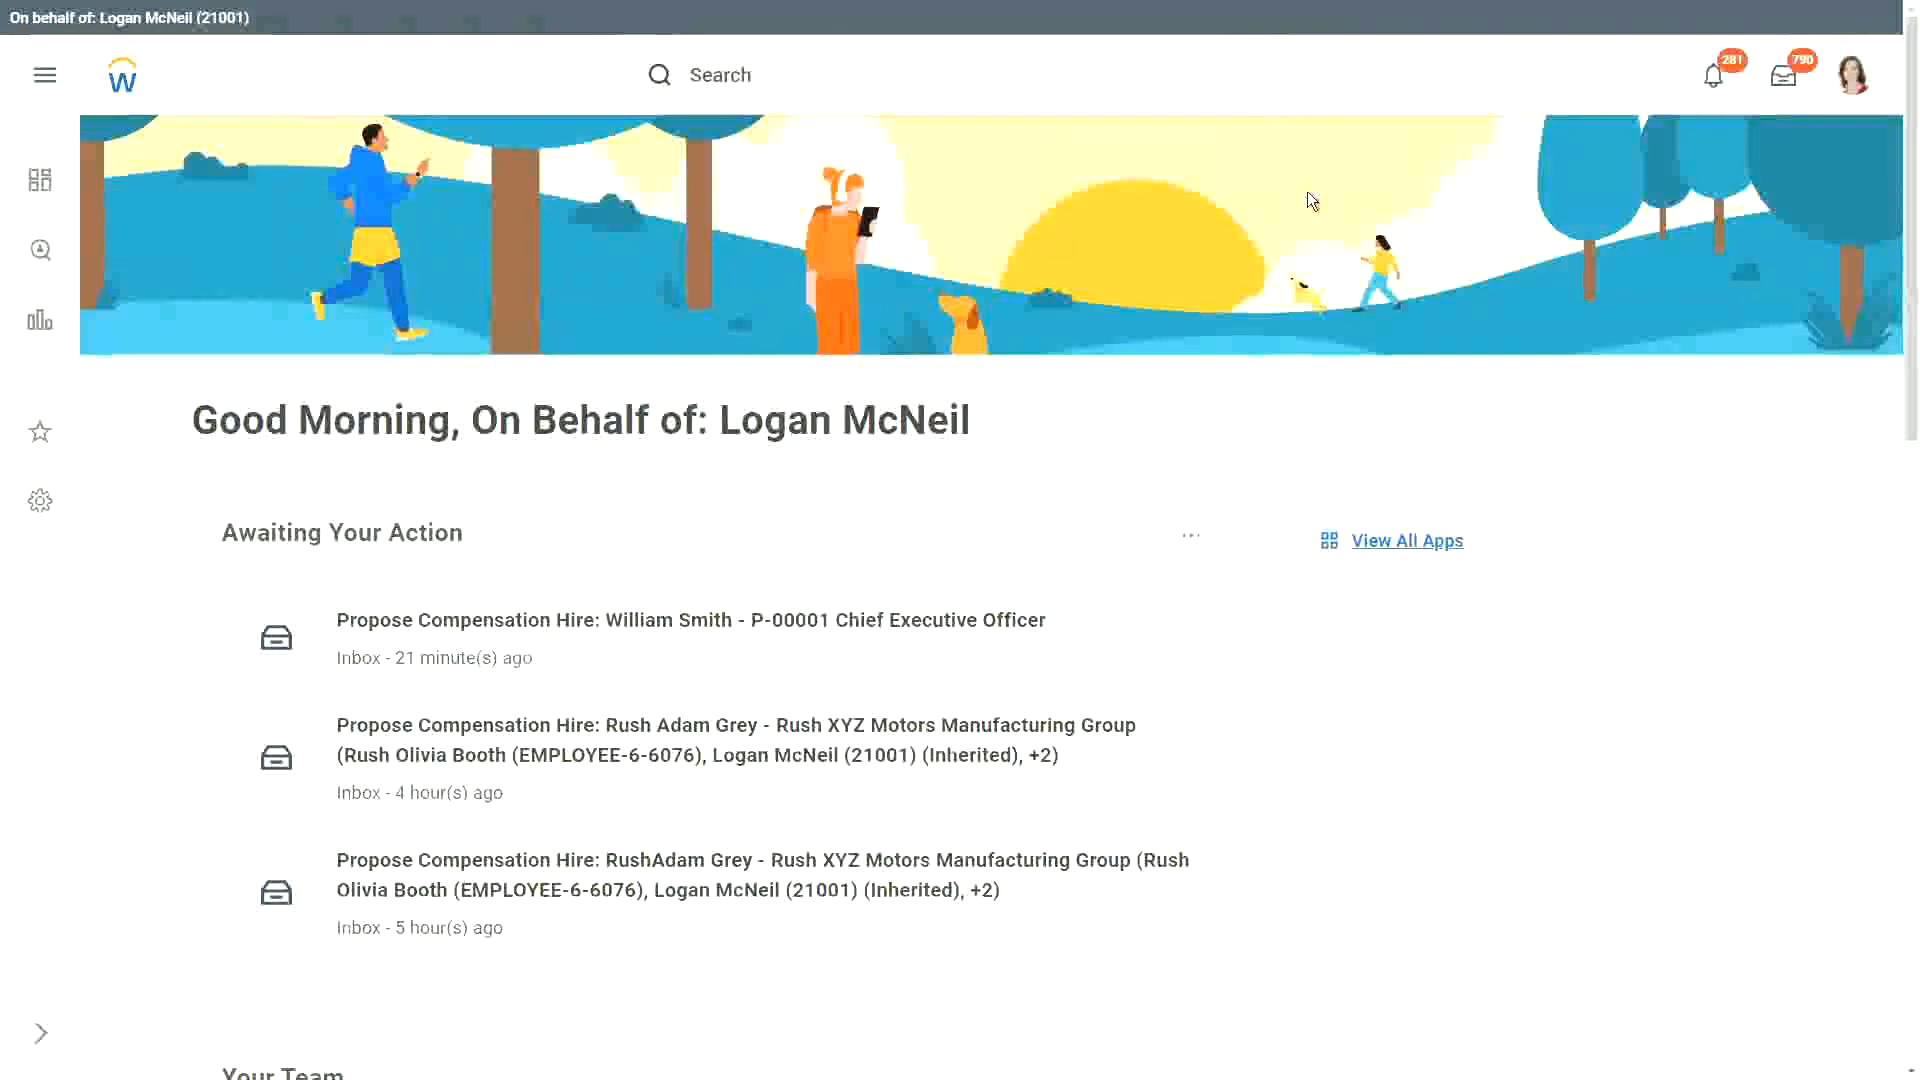 On behalf of: Logan McNeil (21001)
W
Search
281
790
Good Morning, On Behalf of: Logan McNeil
Awaiting Your Action
View All Apps
Propose Compensation Hire: William Smith - P-00001 Chief Executive Officer
Inbox - 21 minute(s) ago
Propose Compensation Hire: Rush Adam Grey - Rush XYZ Motors Manufacturing Group
(Rush Olivia Booth (EMPLOYEE-6-6076), Logan McNeil (21001) (Inherited), +2)
Inbox - 4 hour(s) ago
Propose Compensation Hire: RushAdam Grey - Rush XYZ Motors Manufacturing Group (Rush
Olivia Booth (EMPLOYEE-6-6076), Logan McNeil (21001) (Inherited), +2)
Inbox - 5 hour(s) ago
Your Team